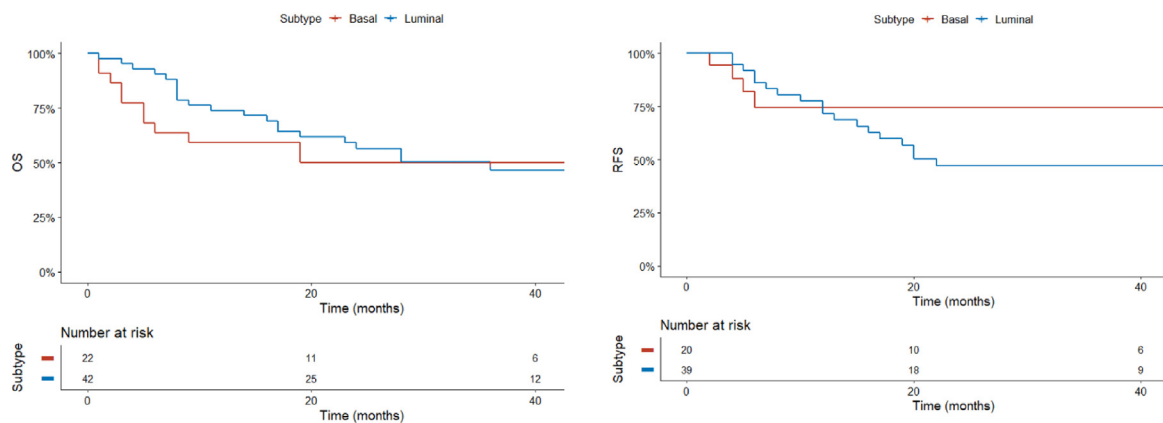 Subtype Basal Luminal
100%
75%
50%
25%
0%
OS
0 20 40
Time (months)
Number at risk
Subtype
22 11 6
42 25 12
0 20 40
Time (months)
Subtype Basal Luminal
100%
75%
50%
25%
0%
RFS
0 20 40
Time (months)
Number at risk
Subtype
20 10 6
39 18 9
0 20 40
Time (months)